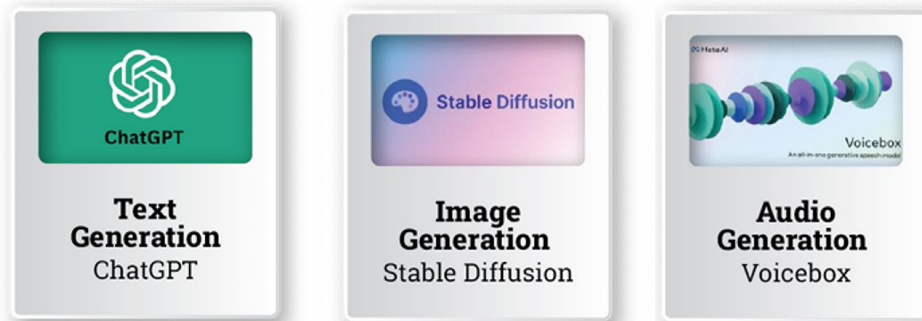 ChatGPT
Text
Generation
ChatGPT
Stable Diffusion
Image
Generation
Stable Diffusion
Meta AI
Voicebox
An all-in-one generative speech model
Audio
Generation
Voicebox